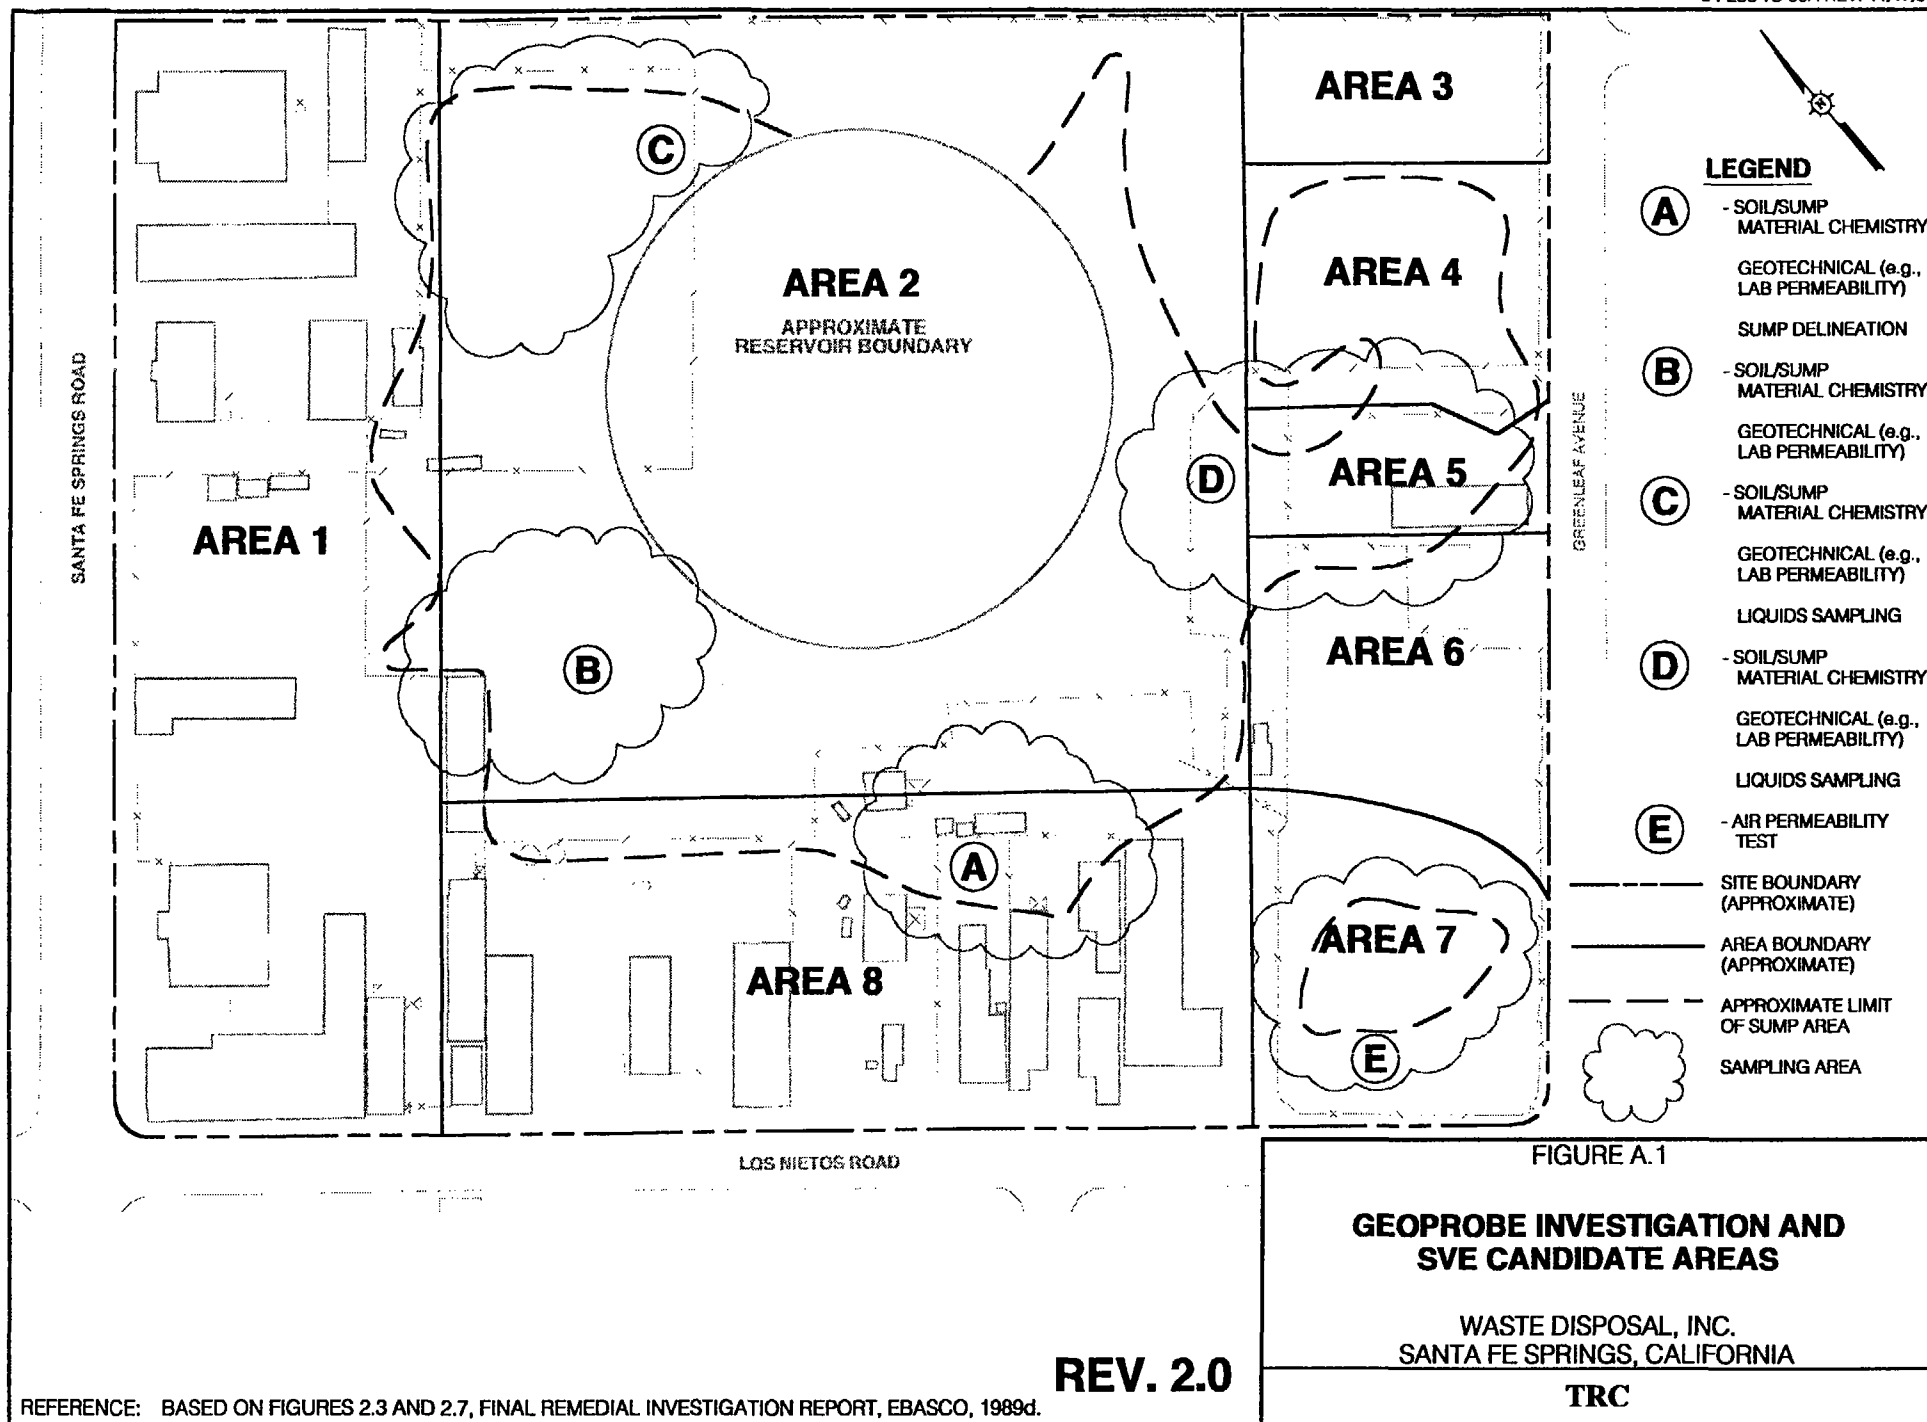 AREA 3
C
AREA 2
APPROXIMATE
RESERVOIR BOUNDARY
AREA 4
SANTA FE SPRINGS ROAD
AREA 1
D
AREA 5
GREENLEAF AVENUE
B
AREA 6
A
AREA 7
AREA 8
E
LOS NIETOS ROAD
N
LEGEND
A - SOIL/SUMP
MATERIAL CHEMISTRY
GEOTECHNICAL (e.g.,
LAB PERMEABILITY)
SUMP DELINEATION
B - SOIL/SUMP
MATERIAL CHEMISTRY
GEOTECHNICAL (e.g.,
LAB PERMEABILITY)
C - SOIL/SUMP
MATERIAL CHEMISTRY
GEOTECHNICAL (e.g.,
LAB PERMEABILITY)
LIQUIDS SAMPLING
D - SOIL/SUMP
MATERIAL CHEMISTRY
GEOTECHNICAL (e.g.,
LAB PERMEABILITY)
LIQUIDS SAMPLING
E - AIR PERMEABILITY
TEST
SITE BOUNDARY
(APPROXIMATE)
AREA BOUNDARY
(APPROXIMATE)
APPROXIMATE LIMIT
OF SUMP AREA
SAMPLING AREA
FIGURE A.1
GEOPROBE INVESTIGATION AND
SVE CANDIDATE AREAS
WASTE DISPOSAL, INC.
SANTA FE SPRINGS, CALIFORNIA
TRC
REV. 2.0
REFERENCE: BASED ON FIGURES 2.3 AND 2.7, FINAL REMEDIAL INVESTIGATION REPORT, EBASCO, 1989d.